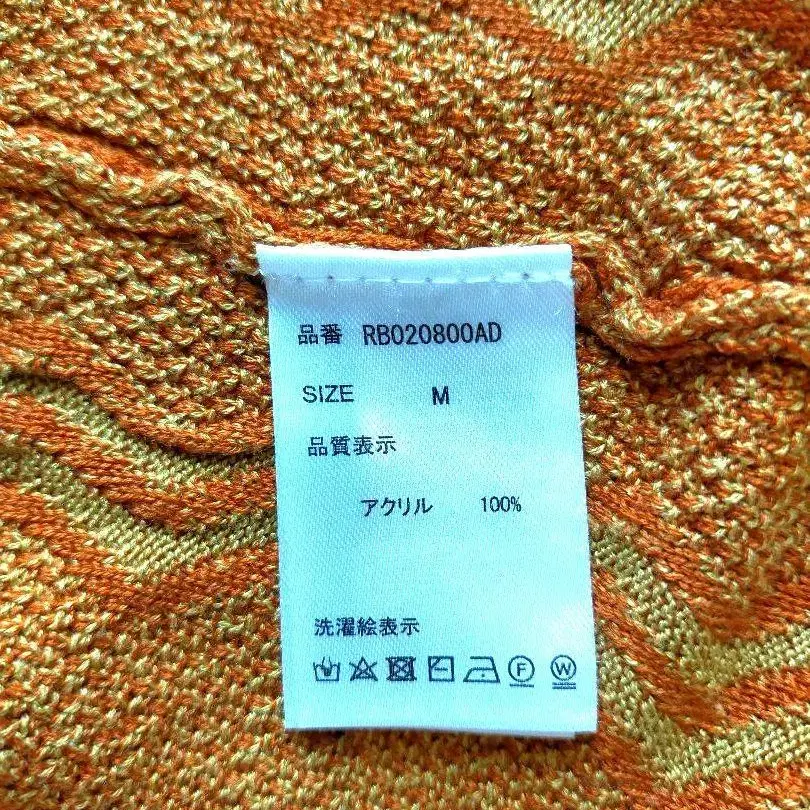 品番 RB020800AD
SIZE M
品質表示
アクリル 100%
洗濯絵表示
F W